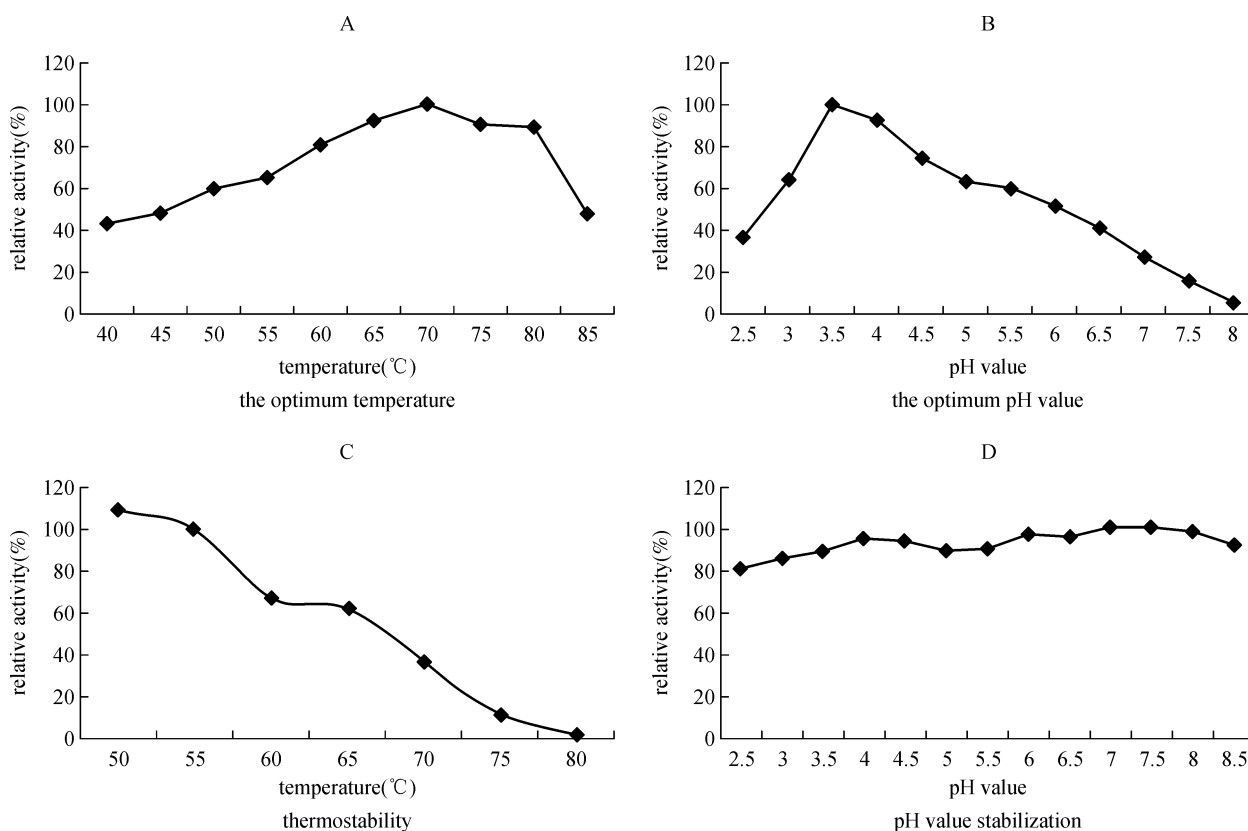 A
relative activity(%)
120
100
80
60
40
20
0
40 45 50 55 60 65 70 75 80 85
temperature(℃)
the optimum temperature
B
relative activity(%)
120
100
80
60
40
20
0
2.5 3 3.5 4 4.5 5 5.5 6 6.5 7 7.5 8
pH value
the optimum pH value
C
relative activity(%)
120
100
80
60
40
20
0
50 55 60 65 70 75 80
temperature(℃)
thermostability
D
relative activity(%)
120
100
80
60
40
20
0
2.5 3 3.5 4 4.5 5 5.5 6 6.5 7 7.5 8 8.5
pH value
pH value stabilization